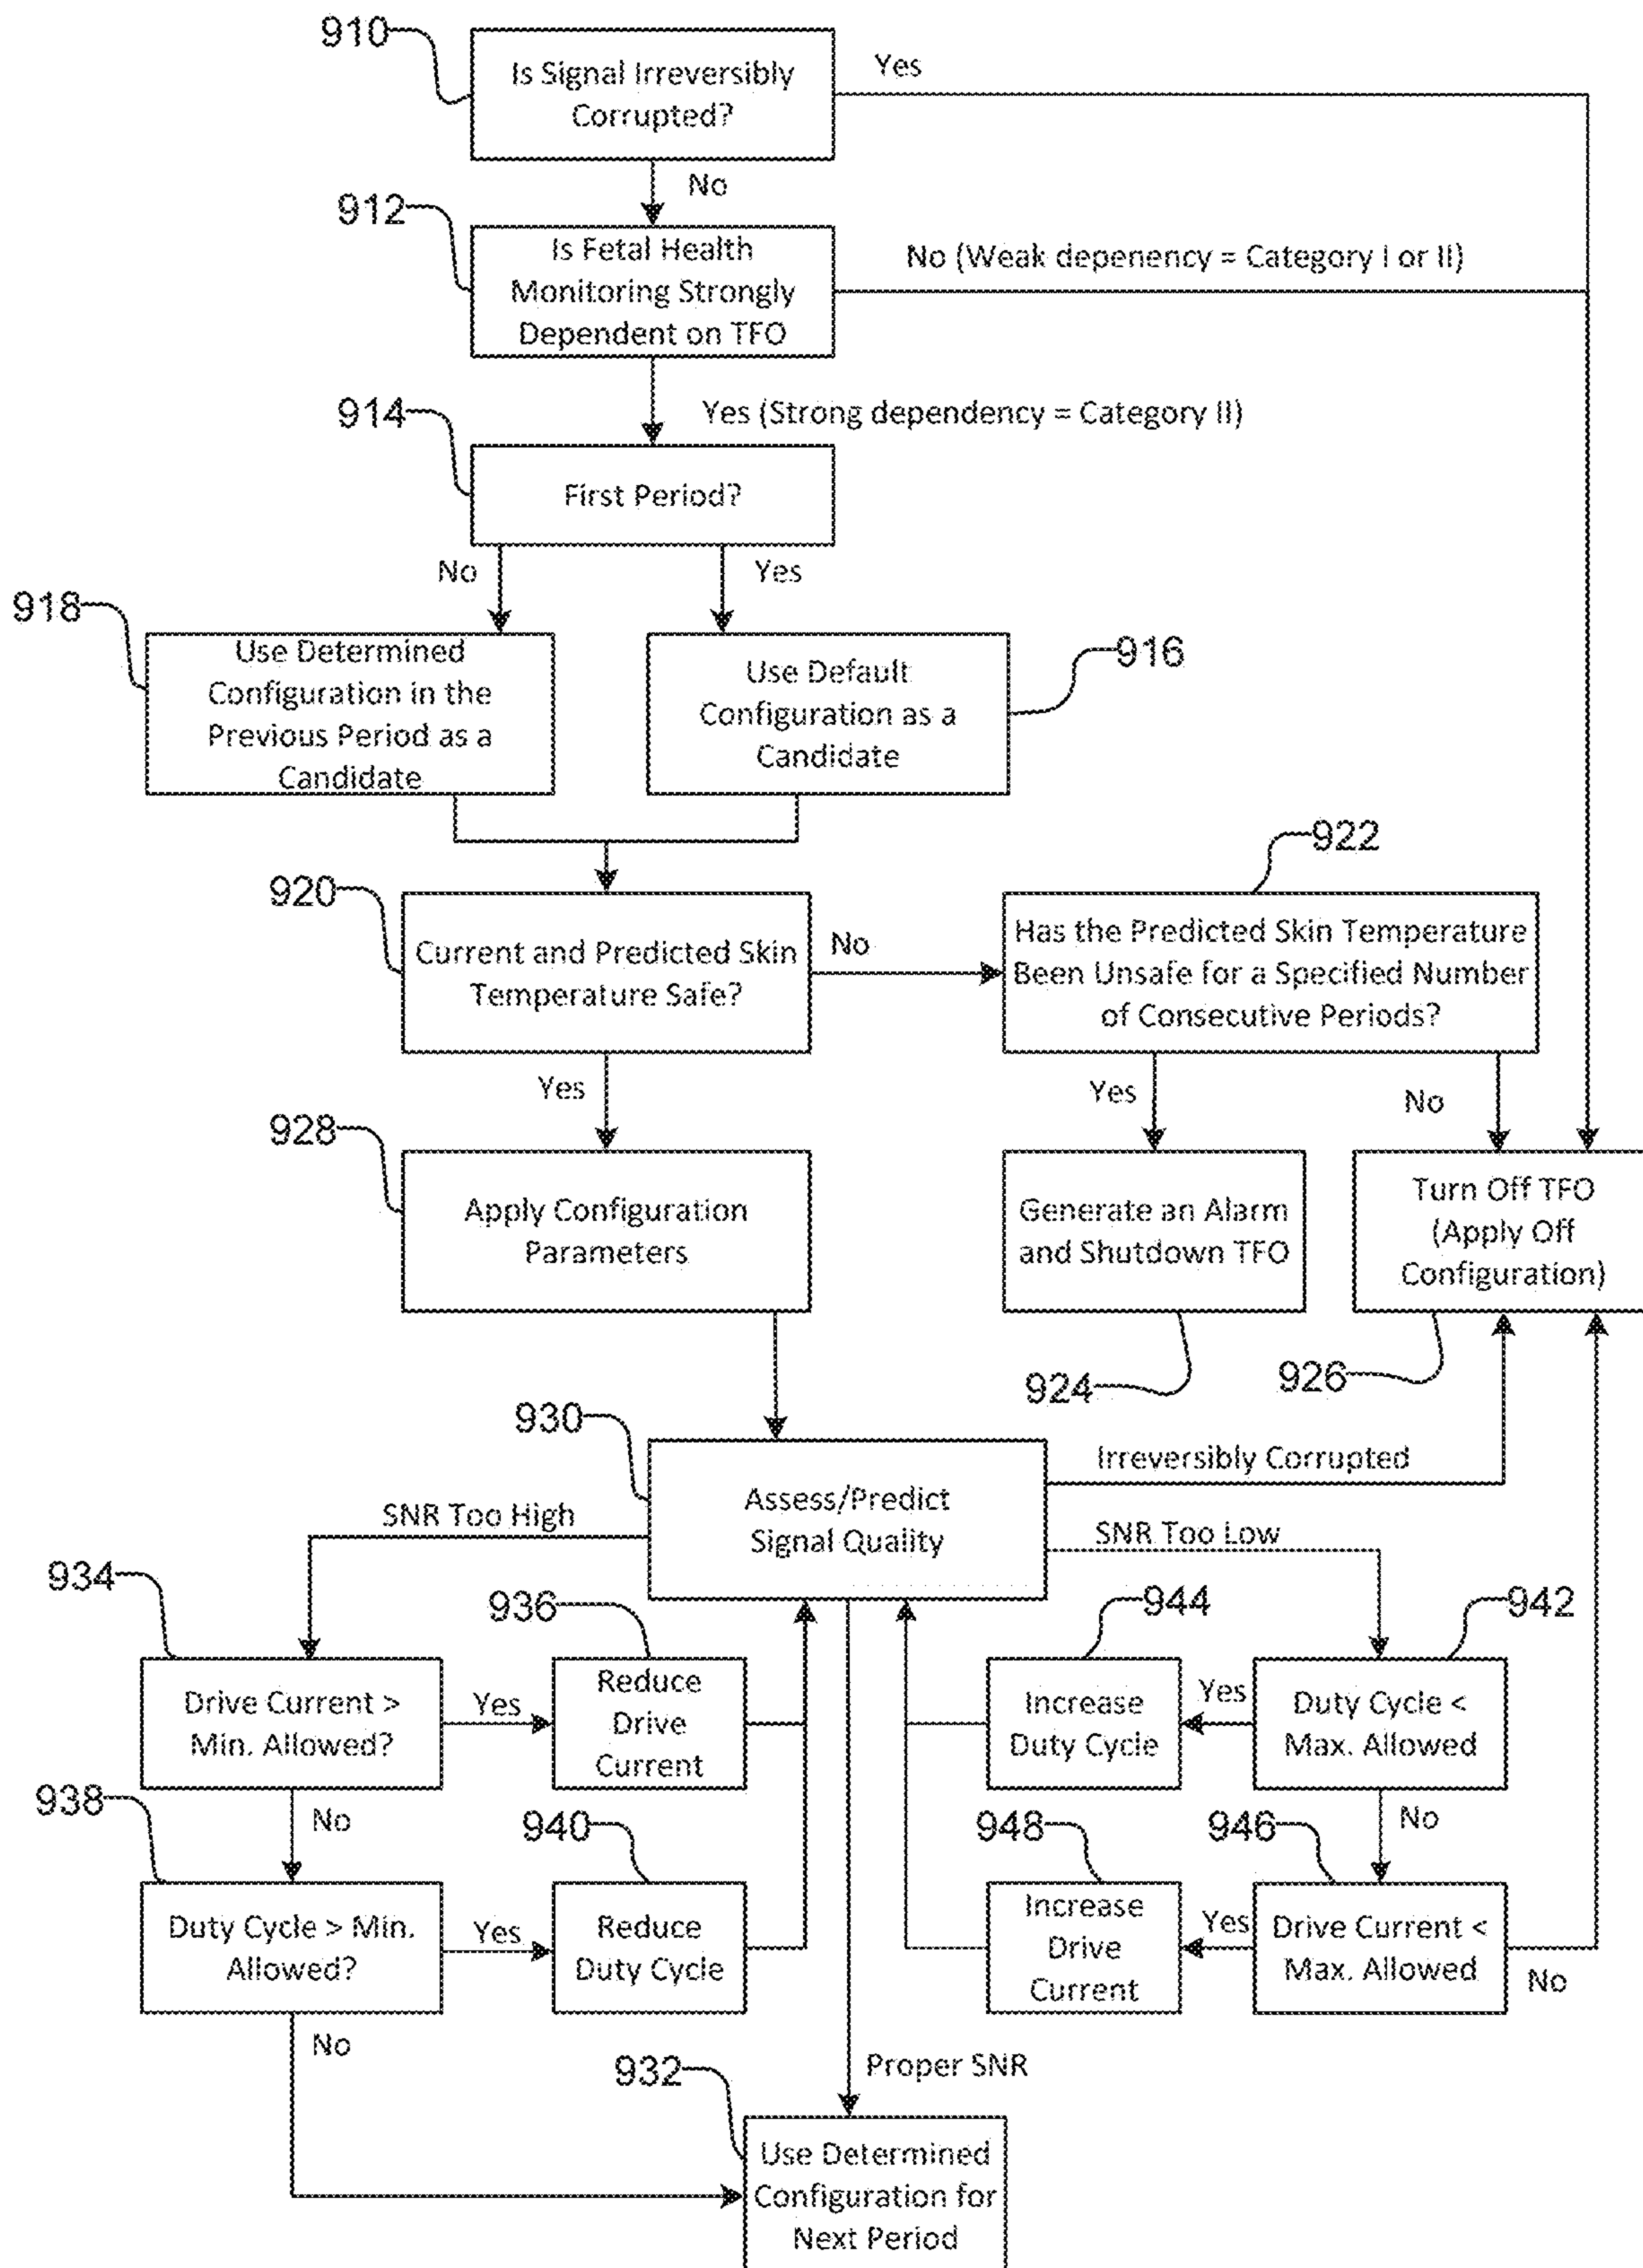 910
Is Signal Irreversibly
Corrupted?
Yes
No
912
Is Fetal Health
Monitoring Strongly
Dependent on TFO
No (Weak depenency = Category I or II)
914
Yes (Strong dependency = Category II)
First Period?
No
Yes
918
Use Determined
Configuration in the
Previous Period as a
Candidate
Use Default
Configuration as a
Candidate
916
922
920
Current and Predicted Skin
Temperature Safe?
No
Has the Predicted Skin Temperature
Been Unsafe for a Specified Number
of Consecutive Periods?
Yes
Yes
No
928
Apply Configuration
Parameters
Generate an Alarm
and Shutdown TFO
Turn Off TFO
(Apply Off
Configuration)
924
926
930
Assess/Predict
Signal Quality
Irreversibly Corrupted
SNR Too High
SNR Too Low
934
936
944
942
Drive Current >
Min. Allowed?
Yes
Reduce
Drive
Current
Increase
Duty Cycle
Yes
Duty Cycle <
Max. Allowed
938
No
940
948
946
No
Duty Cycle > Min.
Allowed?
Yes
Reduce
Duty Cycle
Increase
Drive
Current
Yes
Drive Current <
Max. Allowed
No
No
932
Proper SNR
Use Determined
Configuration for
Next Period